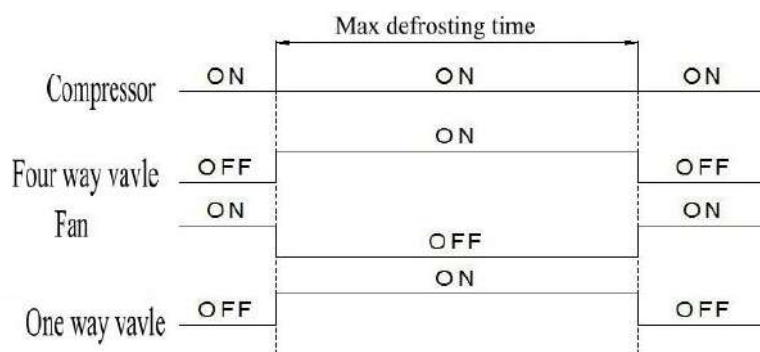 Max defrosting time
Compressor ON ON ON
ON
Four way vavle OFF OFF
Fan ON ON
OFF
ON
One way vavle OFF OFF